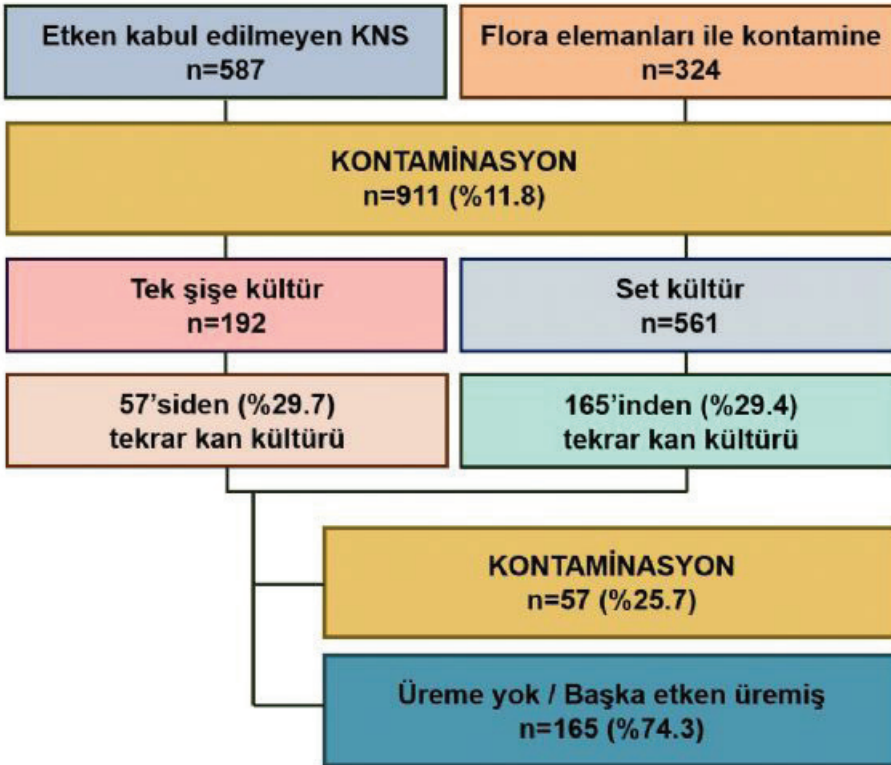 Etken kabul edilmeyen KNS
n=587
Flora elemanları ile kontamine
n=324
KONTAMİNASYON
n=911 (%11.8)
Tek şişe kültür
n=192
Set kültür
n=561
57’siden (%29.7)
tekrar kan kültürü
165’inden (%29.4)
tekrar kan kültürü
KONTAMİNASYON
n=57 (%25.7)
Üreme yok / Başka etken üremiş
n=165 (%74.3)